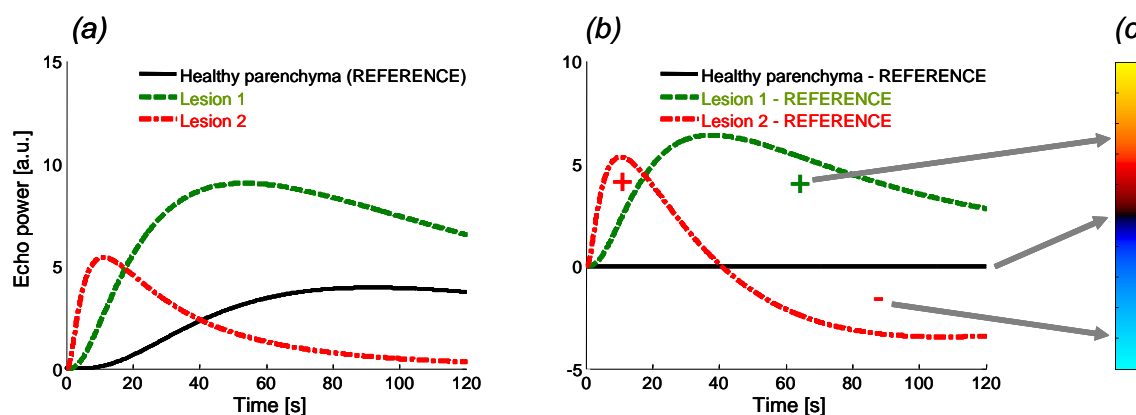 (a)
Echo power [a.u.]
15
10
5
0
Healthy parenchyma (REFERENCE)
Lesion 1
Lesion 2
0 20 40 60 80 100 120
Time [s]
(b)
10
5
0
-5
Healthy parenchyma - REFERENCE
Lesion 1 - REFERENCE
Lesion 2 - REFERENCE
+
+
-
0 20 40 60 80 100 120
Time [s]
(c